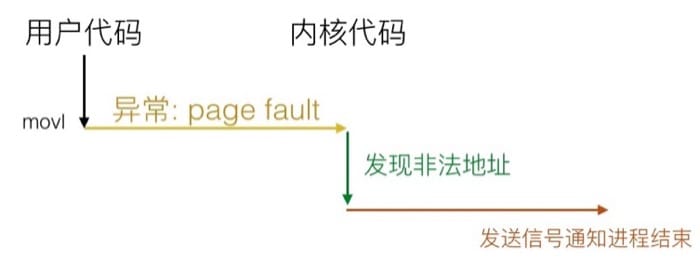 用户代码
内核代码
异常: page fault
movl
发现非法地址
发送信号通知进程结束